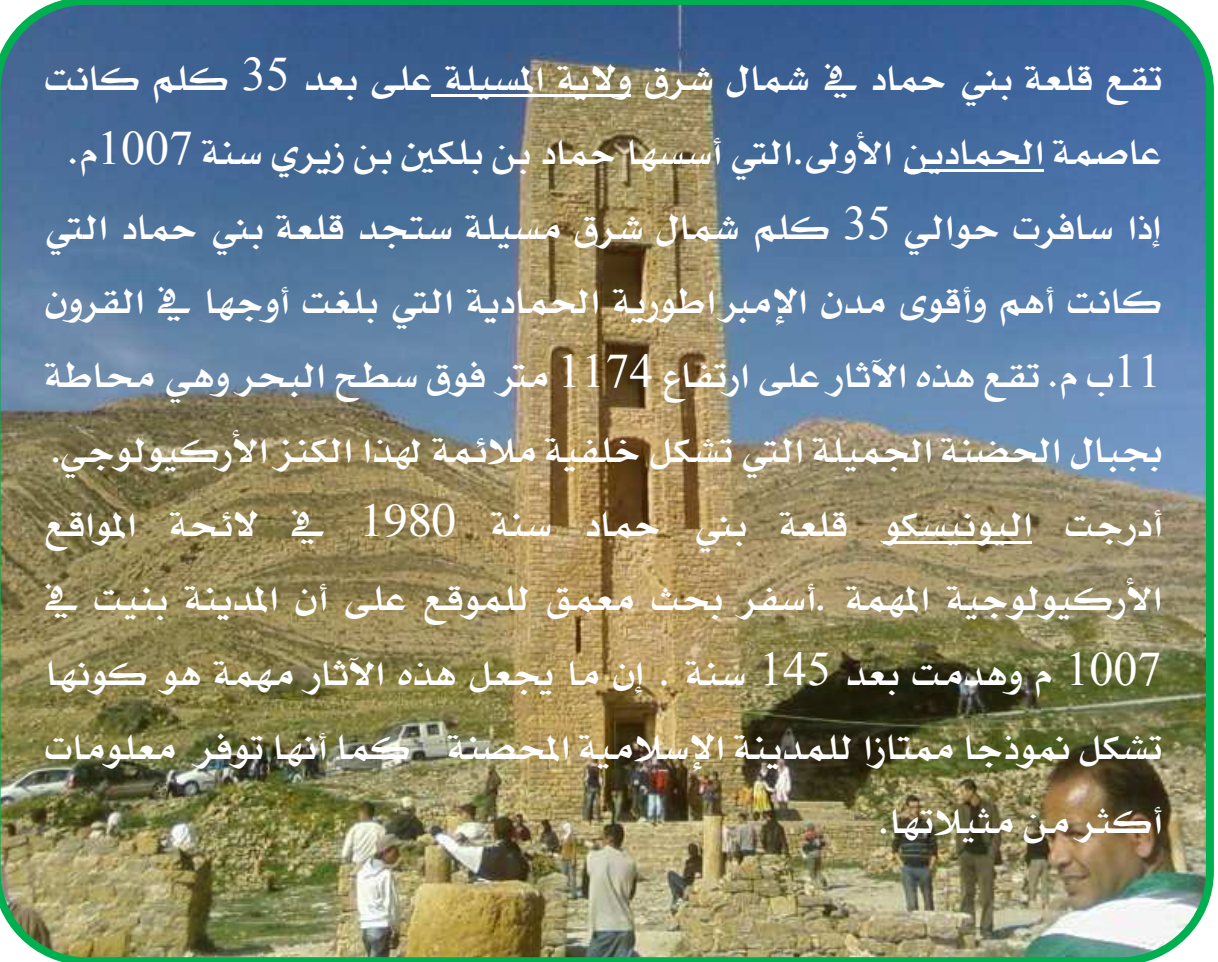 تقع قلعة بني حماد في شمال شرق ولاية المسيلة على بعد 35 كلم كانت
عاصمة الحمادين الأولى.التي أسسها حماد بن بلكين بن زيري سنة 1007م.
إذا سافرت حوالي 35 كلم شمال شرق مسيلة ستجد قلعة بني حماد التي
كانت أهم وأقوى مدن الإمبراطورية الحمادية التي بلغت أوجها في القرون
11ب م. تقع هذه الآثار على ارتفاع 1174 متر فوق سطح البحر وهي محاطة
بجبال الحضنة الجميلة التي تشكل خلفية ملائمة لهذا الكنز الأركيولوجي.
أدرجت اليونيسكو قلعة بني حماد سنة 1980 في لائحة المواقع
الأركيولوجية المهمة .أسفر بحث معمق للموقع على أن المدينة بنيت في
1007 م وهدمت بعد 145 سنة . إن ما يجعل هذه الآثار مهمة هو كونها
تشكل نموذجا ممتازا للمدينة الإسلامية المحصنة كما أنها توفر معلومات
أكثر من مثيلاتها.